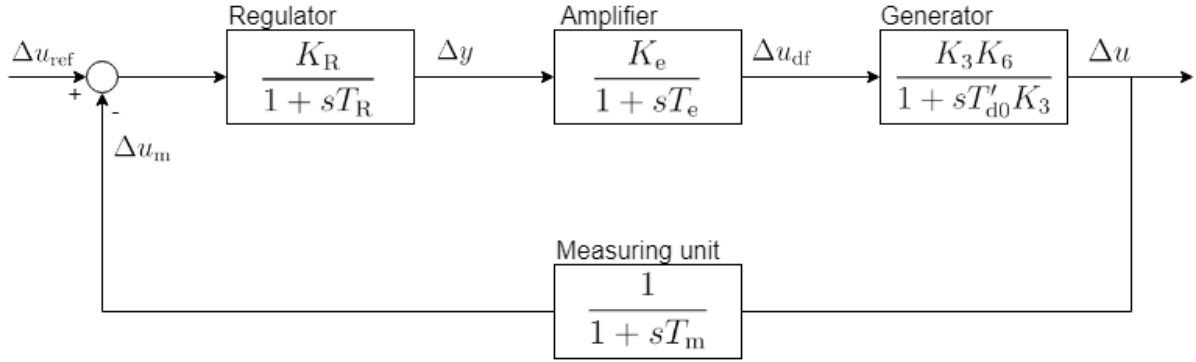 Regulator
Amplifier
Generator
Δu_ref
+
-
K_R
1 + sT_R
Δy
K_e
1 + sT_e
Δu_df
K_3K_6
1 + sT'_d0K_3
Δu
Δu_m
Measuring unit
1
1 + sT_m